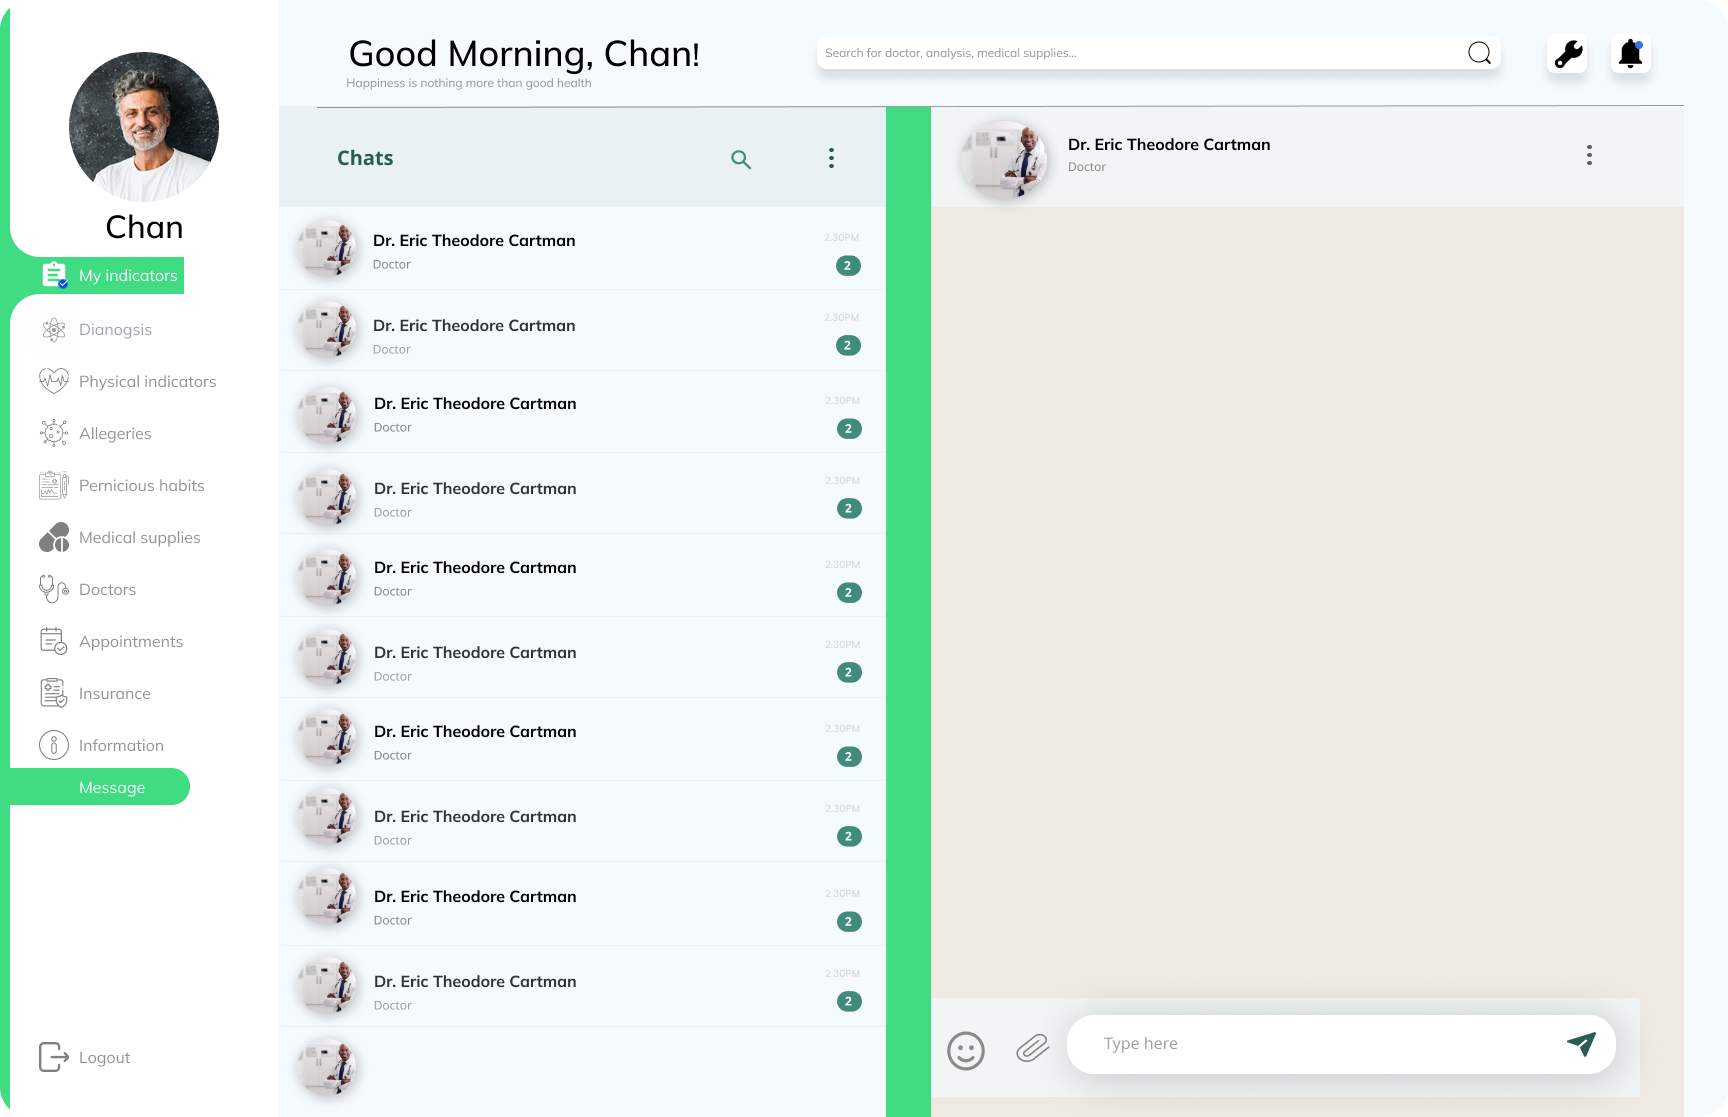 Good Morning, Chan!
Happiness is nothing more than good health
Search for doctor, analysis, medical supplies...
Chan
My indicators
Dianogsis
Physical indicators
Allegeries
Pernicious habits
Medical supplies
Doctors
Appointments
Insurance
Information
Message
Logout
Chats
Dr. Eric Theodore Cartman
2.30PM
Doctor
2
Dr. Eric Theodore Cartman
2.30PM
Doctor
2
Dr. Eric Theodore Cartman
2.30PM
Doctor
2
Dr. Eric Theodore Cartman
2.30PM
Doctor
2
Dr. Eric Theodore Cartman
2.30PM
Doctor
2
Dr. Eric Theodore Cartman
2.30PM
Doctor
2
Dr. Eric Theodore Cartman
2.30PM
Doctor
2
Dr. Eric Theodore Cartman
2.30PM
Doctor
2
Dr. Eric Theodore Cartman
2.30PM
Doctor
2
Dr. Eric Theodore Cartman
2.30PM
Doctor
2
Dr. Eric Theodore Cartman
Doctor
Type here